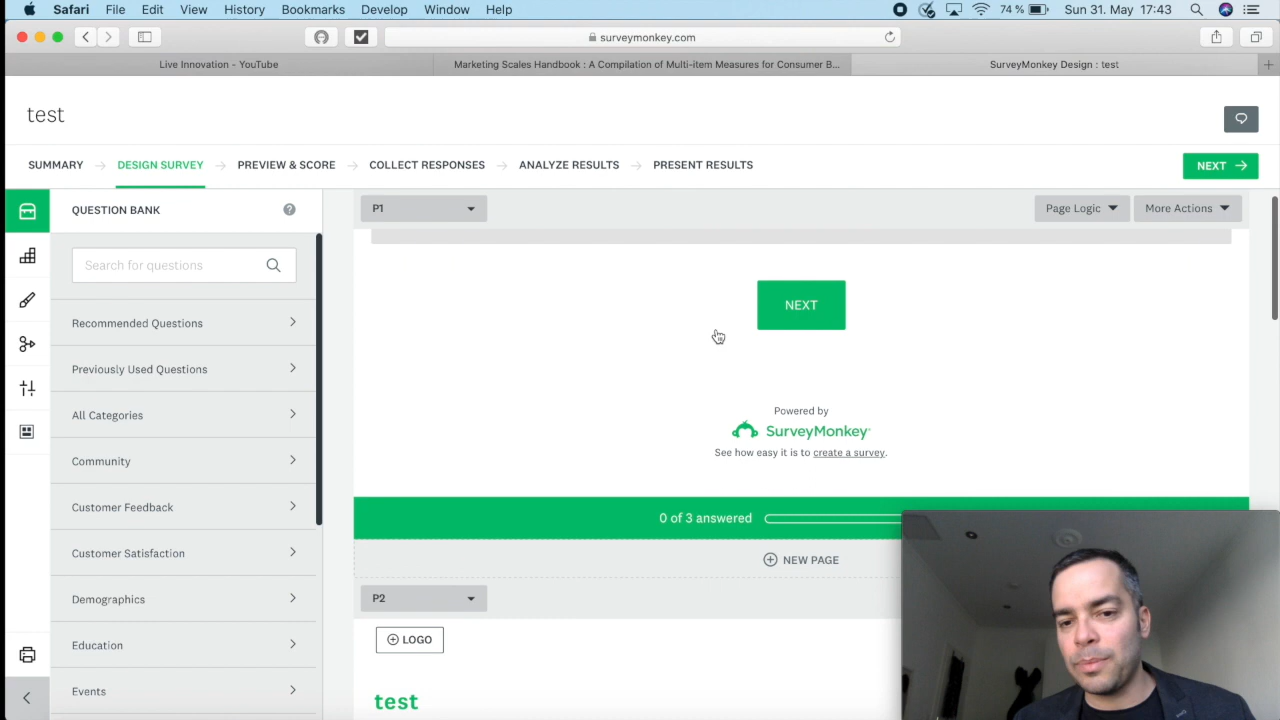 Safari File Edit View History Bookmarks Develop Window Help 74 % Sun 31. May 17:43
surveymonkey.com
Live Innovation - YouTube Marketing Scales Handbook : A Compilation of Multi-item Measures for Consumer B... SurveyMonkey Design : test
test
SUMMARY DESIGN SURVEY PREVIEW & SCORE COLLECT RESPONSES ANALYZE RESULTS PRESENT RESULTS NEXT
QUESTION BANK
P1 Page Logic More Actions
Search for questions
NEXT
Recommended Questions
Previously Used Questions
All Categories
Powered by
SurveyMonkey
See how easy it is to create a survey.
Community
Customer Feedback
0 of 3 answered
Customer Satisfaction
NEW PAGE
Demographics
P2
Education
LOGO
Events
test